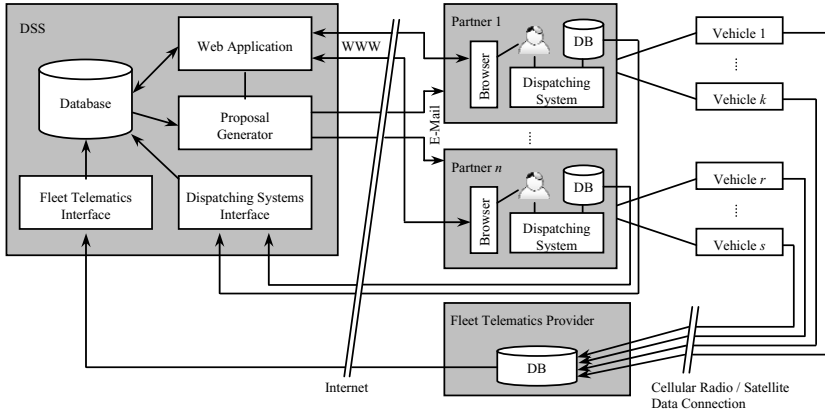 DSS
Web Application
Database
Proposal
Generator
Fleet Telematics
Interface
Dispatching Systems
Interface
WWW
E-Mail
Internet
Partner 1
Browser
DB
Dispatching
System
Partner n
Browser
DB
Dispatching
System
Vehicle 1
Vehicle k
Vehicle r
Vehicle s
Fleet Telematics Provider
DB
Cellular Radio / Satellite
Data Connection